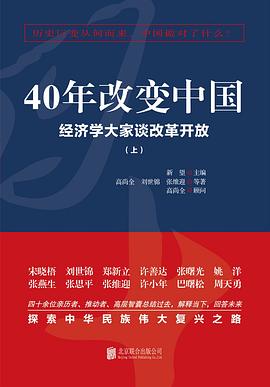 历史巨变从何而来，中国做对了什么？
40年改变中国
经济学大家谈改革开放
（上）
新 望 主编
高尚全 刘世锦 张维迎 等著
高尚全 顾问
宋晓梧 刘世锦 郑新立 许善达 张曙光 姚 洋
张燕生 张思平 张维迎 许小年 巴曙松 周天勇
四十余位亲历者、推动者、高层智囊总结过去，解释当下，回答未来
探索中华民族伟大复兴之路
北京联合出版公司